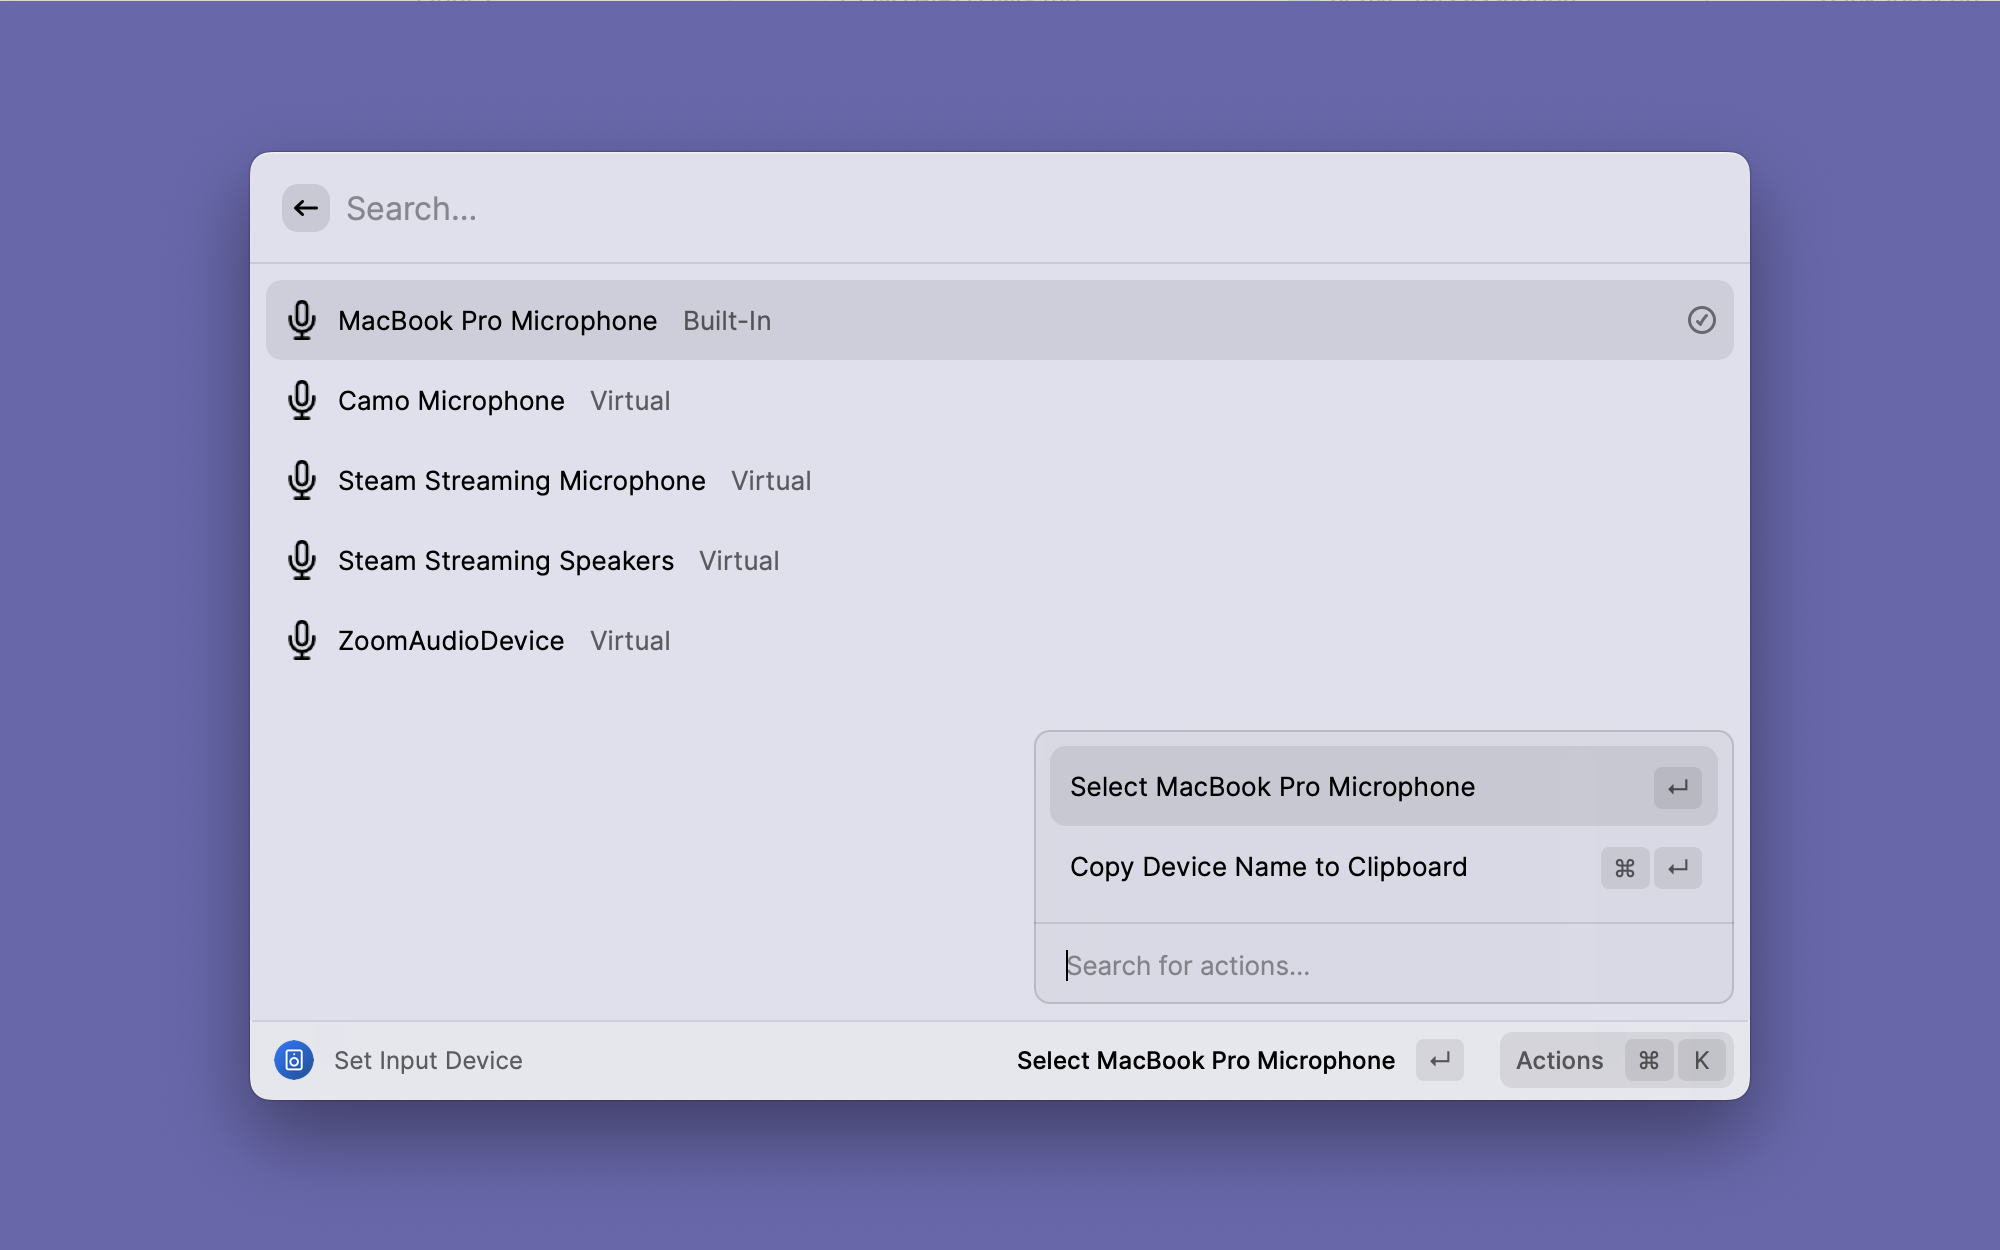 Search...
MacBook Pro Microphone Built-In
Camo Microphone Virtual
Steam Streaming Microphone Virtual
Steam Streaming Speakers Virtual
ZoomAudioDevice Virtual
Select MacBook Pro Microphone ↵
Copy Device Name to Clipboard ⌘ ↵
Search for actions...
Set Input Device Select MacBook Pro Microphone ↵ Actions ⌘ K